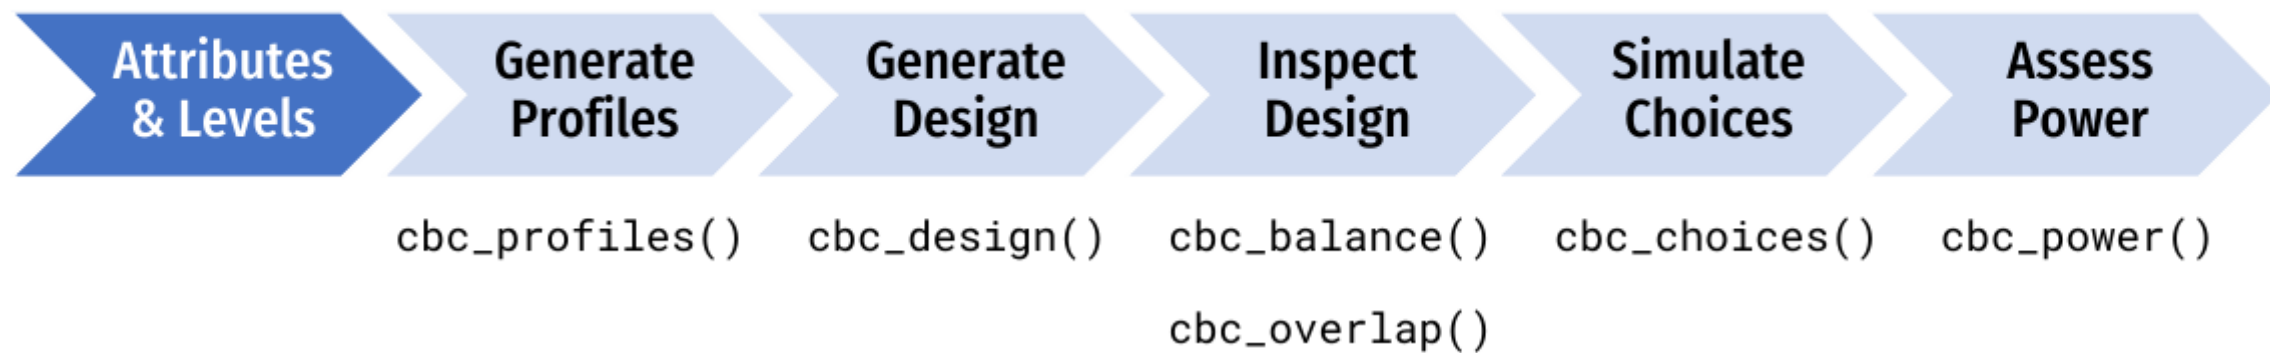 Attributes
& Levels
Generate
Profiles
Generate
Design
Inspect
Design
Simulate
Choices
Assess
Power
cbc_profiles()
cbc_design()
cbc_balance()
cbc_choices()
cbc_power()
cbc_overlap()